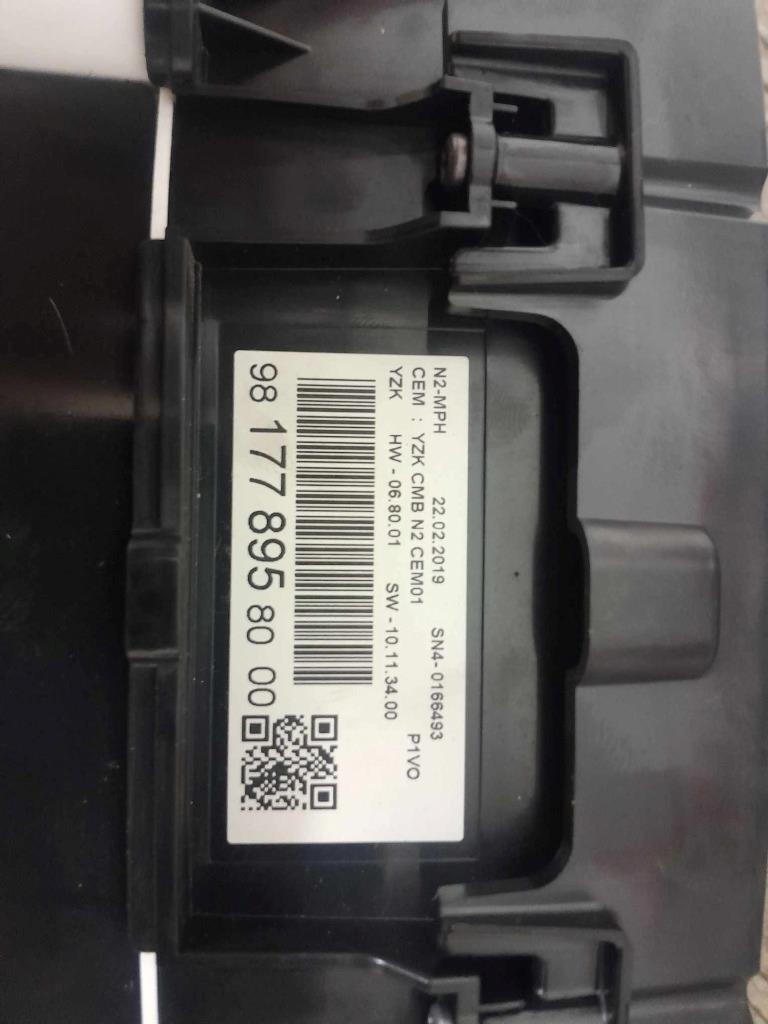 N2-MPH 22.02.2019 SN4-0166493
CEM : YZK CMB N2 CEM01 P1VO
YZK HW - 06.80.01 SW - 10.11.34.00
98 177 895 80 00